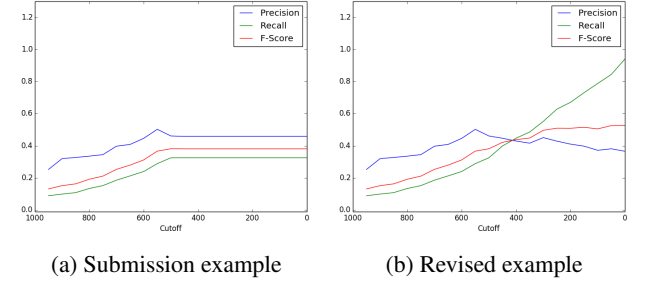 1.2
1.0
0.8
0.6
0.4
0.2
0.0
1000 800 600 400 200 0
Cutoff
Precision
Recall
F-Score
(a) Submission example
1.2
1.0
0.8
0.6
0.4
0.2
0.0
1000 800 600 400 200 0
Cutoff
Precision
Recall
F-Score
(b) Revised example